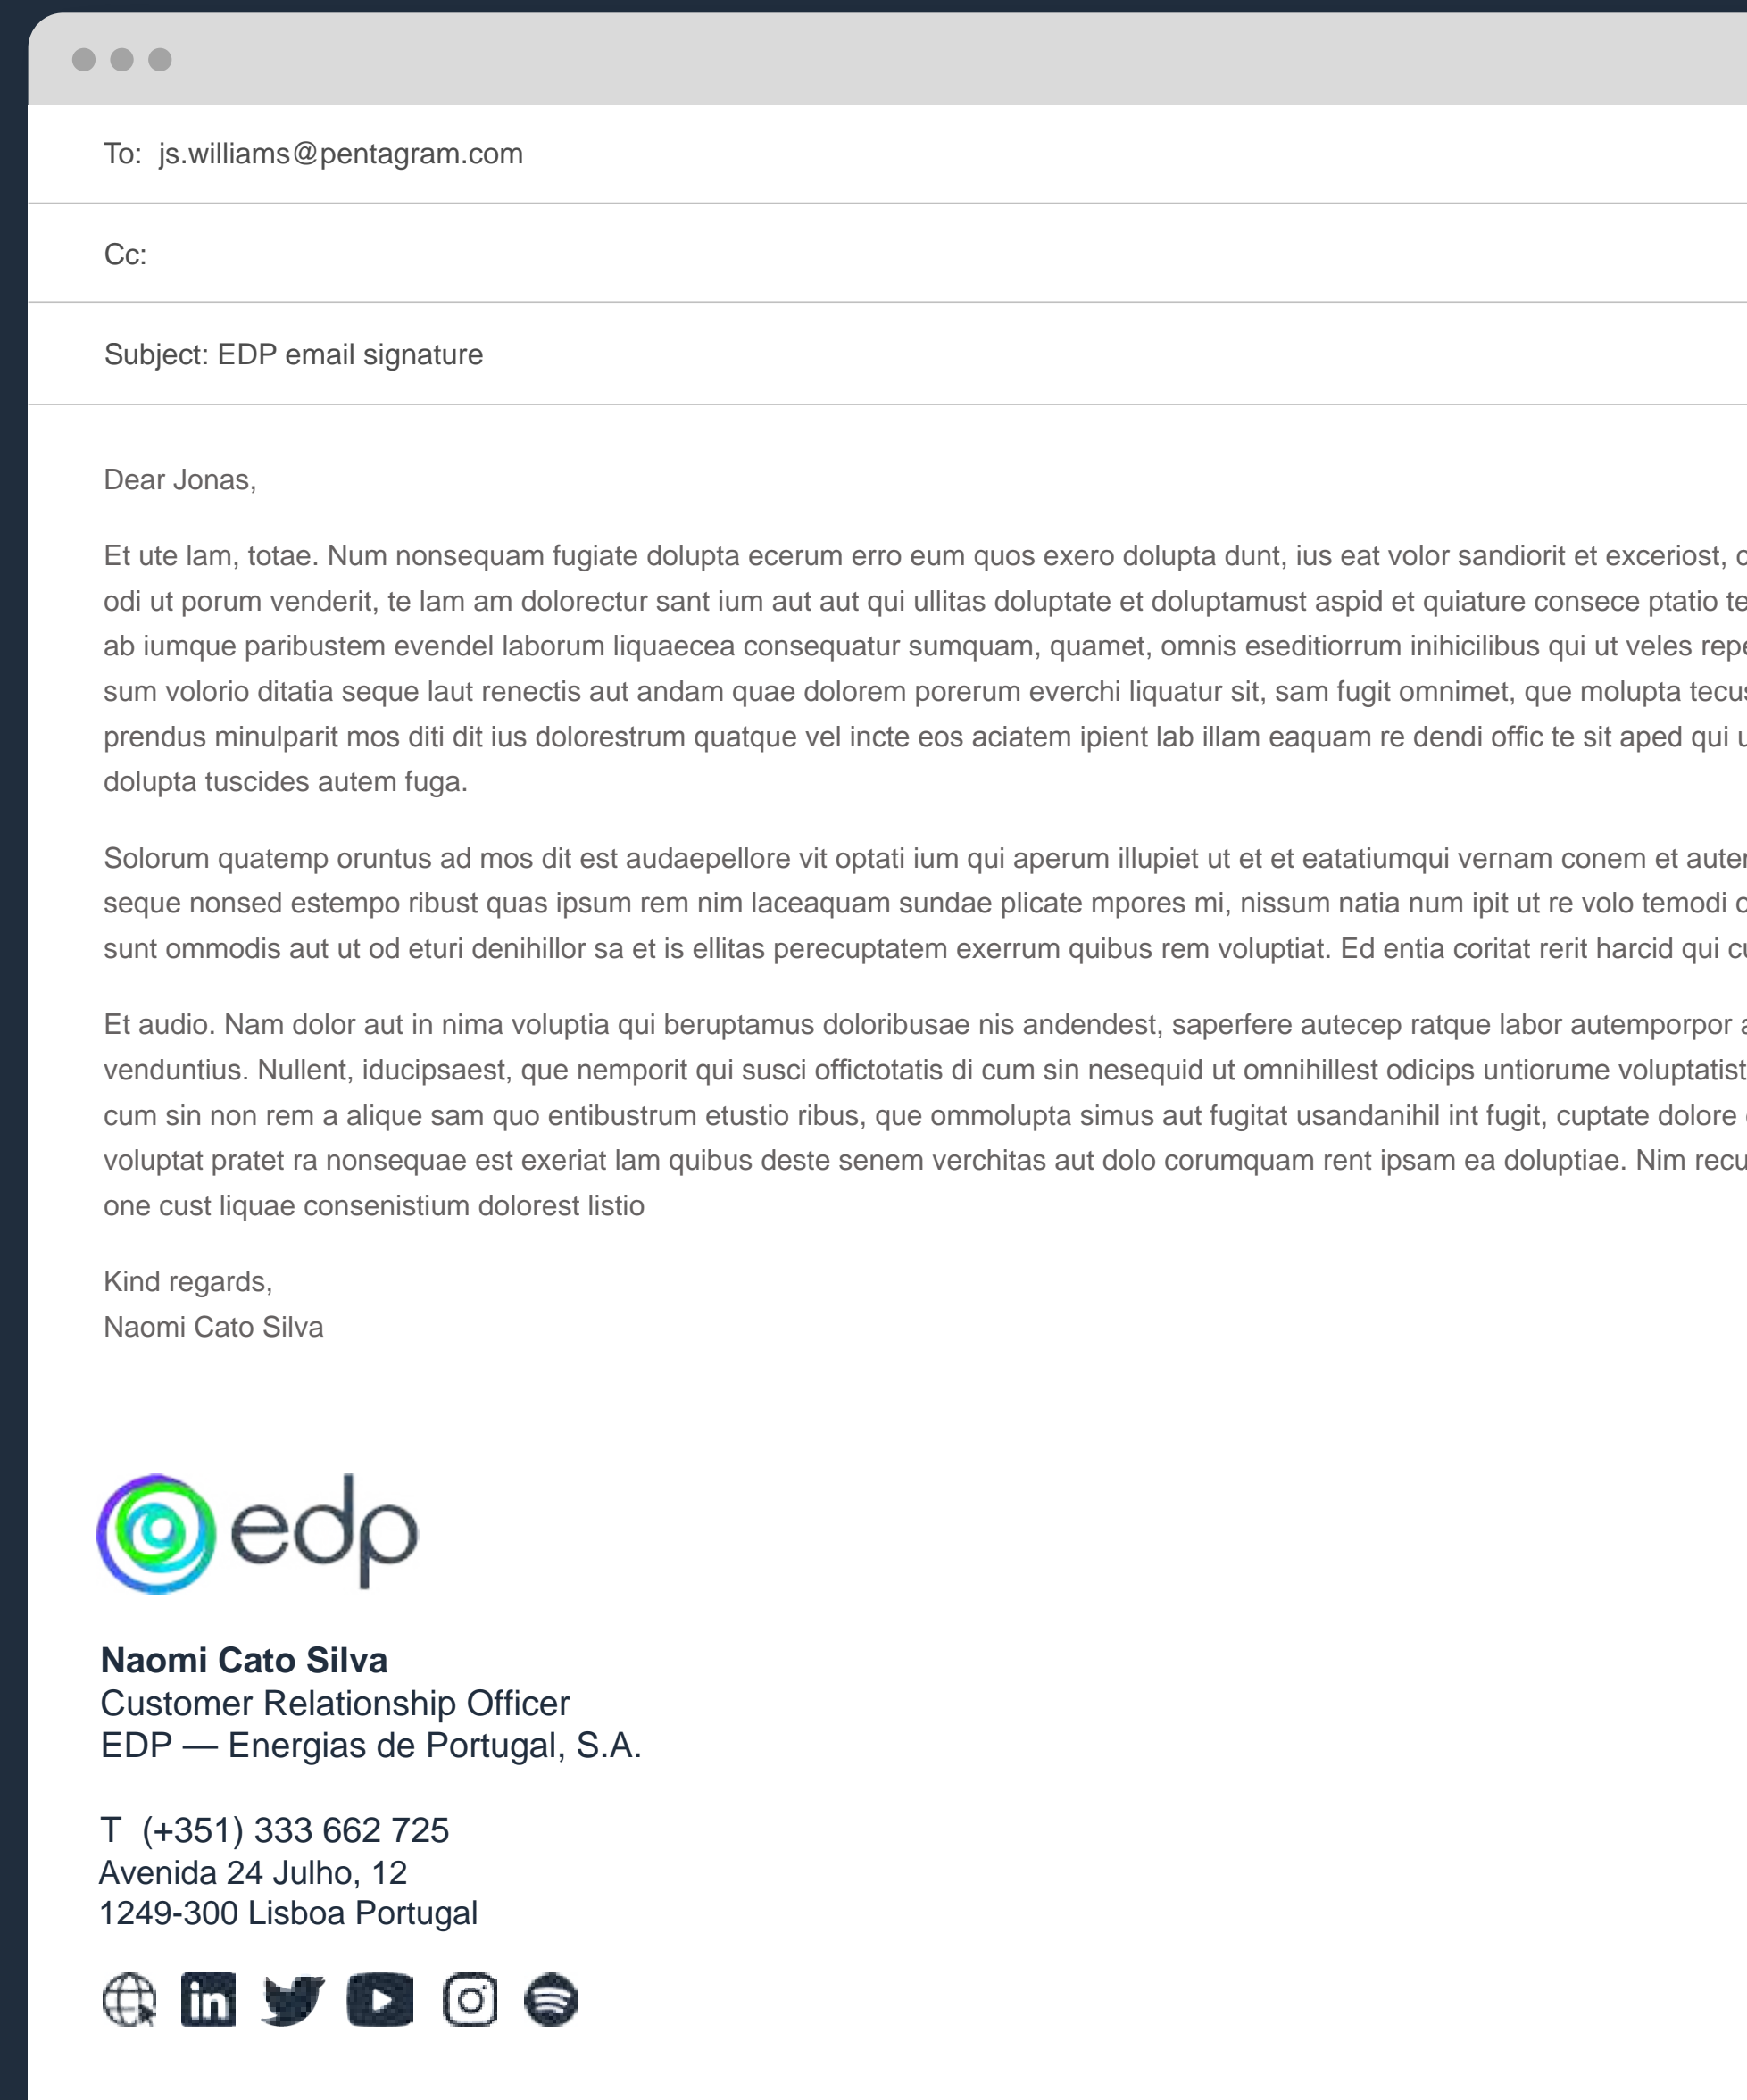 To: js.williams@pentagram.com
Cc:
Subject: EDP email signature
Dear Jonas,
Et ute lam, totae. Num nonsequam fugiate dolupta ecerum erro eum quos exero dolupta dunt, ius eat volor sandiorit et exceriost,
odi ut porum venderit, te lam am dolorectur sant ium aut aut qui ullitas doluptate et doluptamust aspid et quiature consece ptatio
ab iumque paribustem evendel laborum liquaecea consequatur sumquam, quamet, omnis eseditiorrum inihicilibus qui ut veles
sum volorio ditatia seque laut renectis aut andam quae dolorem porerum everchi liquatur sit, sam fugit omnimet, que molupta
prendus minulparit mos diti dit ius dolorestrum quatque vel incte eos aciatem ipient lab illam eaquam re dendi offic te sit aped qui
dolupta tuscides autem fuga.
Solorum quatemp oruntus ad mos dit est audaepellore vit optati ium qui aperum illupiet ut et et eatatiumqui vernam conem et
seque nonsed estempo ribust quas ipsum rem nim laceaquam sundae plicate mpores mi, nissum natia num ipit ut re volo temodi
sunt ommodis aut ut od eturi denihillor sa et is ellitas perecuptatem exerrum quibus rem voluptiat. Ed entia coritat rerit harcid qui
Et audio. Nam dolor aut in nima voluptia qui beruptamus doloribusae nis andendest, saperfere autecep ratque labor autemporpor
venduntius. Nullent, iducipsaest, que nemporit qui susci offictotatis di cum sin nesequid ut omnihillest odicips untiorume voluptatist
cum sin non rem a alique sam quo entibustrum etustio ribus, que ommolupta simus aut fugitat usandanihil int fugit, cuptate dolore
voluptat pratet ra nonsequae est exeriat lam quibus deste senem verchitas aut dolo corumquam rent ipsam ea doluptiae. Nim
one cust liquae consenistium dolorest listio
Kind regards,
Naomi Cato Silva
edp
Naomi Cato Silva
Customer Relationship Officer
EDP — Energias de Portugal, S.A.
T (+351) 333 662 725
Avenida 24 Julho, 12
1249-300 Lisboa Portugal
in